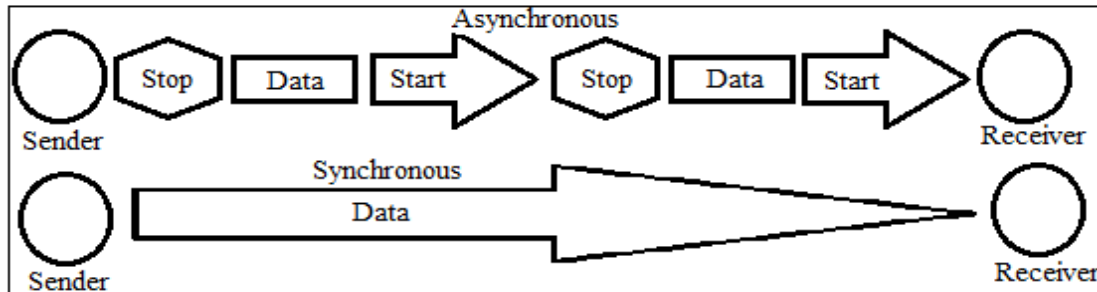 Asynchronous
Stop Data Start Stop Data Start
Sender Receiver
Synchronous
Data
Sender Receiver